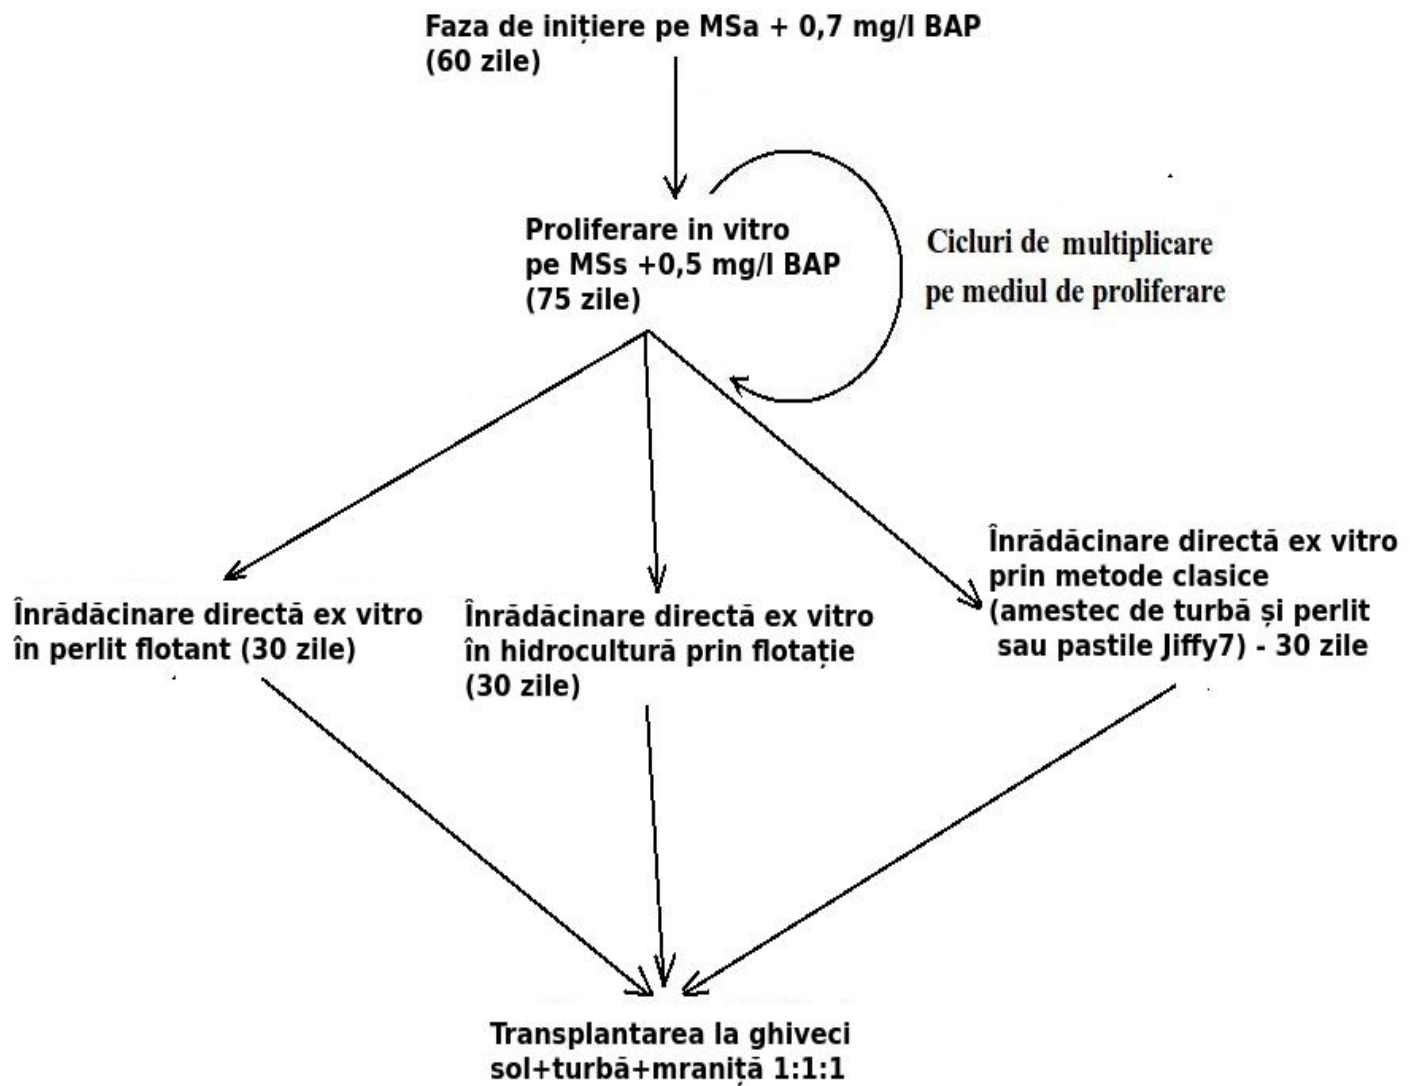 Faza de inițiere pe MSa + 0,7 mg/l BAP
(60 zile)
Proliferare in vitro
pe MSs +0,5 mg/l BAP
(75 zile)
Cicluri de multiplicare
pe mediul de proliferare
Înrădăcinare directă ex vitro
în perlit flotant (30 zile)
Înrădăcinare directă ex vitro
în hidrocultură prin flotație
(30 zile)
Înrădăcinare directă ex vitro
prin metode clasice
(amestec de turbă și perlit
sau pastile Jiffy7) - 30 zile
Transplantarea la ghiveci
sol+turbă+mraniță 1:1:1